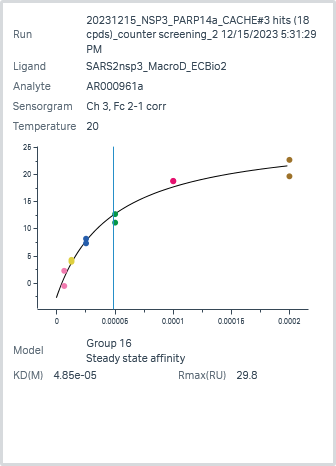 Run
20231215_NSP3_PARP14a_CACHE#3 hits (18
cpds)_counter screening_2 12/15/2023 5:31:29
PM
Ligand SARS2nsp3_MacroD_ECBio2
Analyte AR000961a
Sensorgram Ch 3, Fc 2-1 corr
Temperature 20
25
20
15
10
5
0
0 0.00005 0.0001 0.00015 0.0002
Model
Group 16
Steady state affinity
KD(M) 4.85e-05 Rmax(RU) 29.8